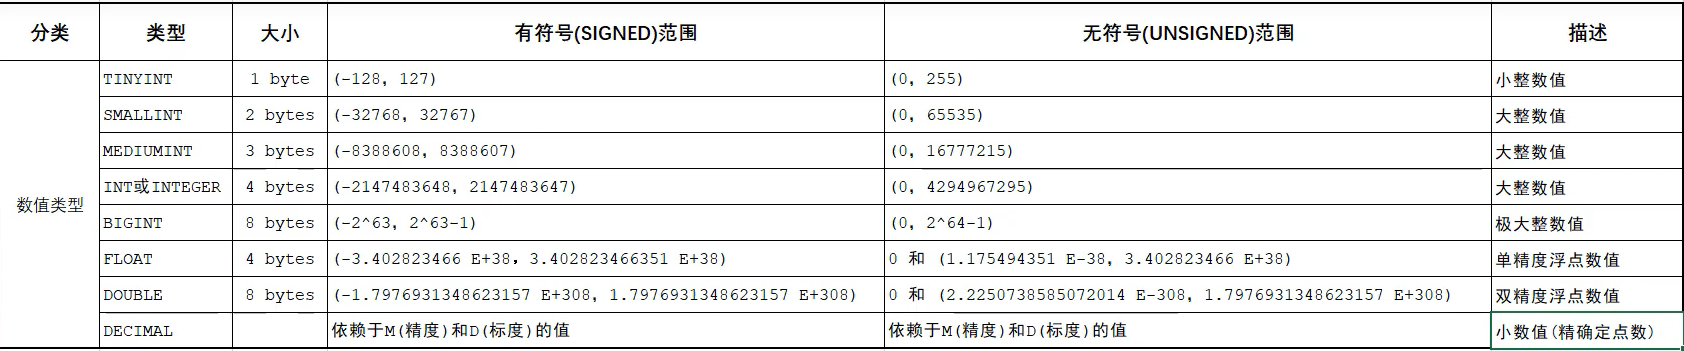 分类 类型 大小 有符号(SIGNED)范围 无符号(UNSIGNED)范围 描述
TINYINT 1 byte (-128，127) (0，255) 小整数值
SMALLINT 2 bytes (-32768，32767) (0，65535) 大整数值
MEDIUMINT 3 bytes (-8388608，8388607) (0，16777215) 大整数值
INT或INTEGER 4 bytes (-2147483648，2147483647) (0，4294967295) 大整数值
数值类型
BIGINT 8 bytes (-2^63，2^63-1) (0，2^64-1) 极大整数值
FLOAT 4 bytes (-3.402823466 E+38，3.402823466351 E+38) 0 和 (1.175494351 E-38，3.402823466 E+38) 单精度浮点数值
DOUBLE 8 bytes (-1.7976931348623157 E+308，1.7976931348623157 E+308) 0 和 (2.2250738585072014 E-308，1.7976931348623157 E+308) 双精度浮点数值
DECIMAL 依赖于M(精度)和D(标度)的值 依赖于M(精度)和D(标度)的值 小数值(精确定点数)